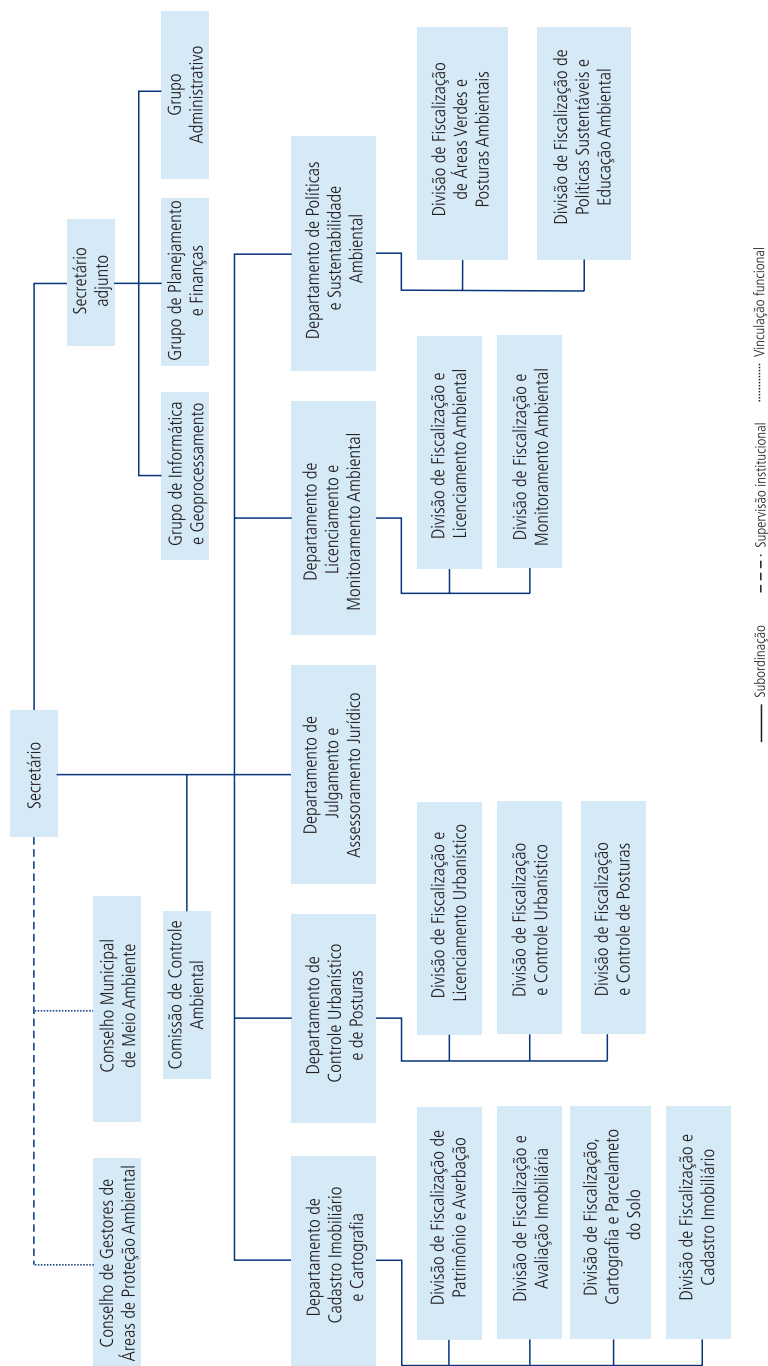 Secretário
Secretário
adjunto
Conselho de Gestores de
Áreas de Proteção Ambiental
Conselho Municipal
de Meio Ambiente
Comissão de Controle
Ambiental
Grupo de Informática
e Geoprocessamento
Grupo de Planejamento
e Finanças
Grupo
Administrativo
Departamento de
Cadastro Imobiliário
e Cartografia
Departamento de
Controle Urbanístico
e de Posturas
Departamento de
Julgamento e
Assessoramento Jurídico
Departamento de
Licenciamento e
Monitoramento Ambiental
Departamento de Políticas
e Sustentabilidade
Ambiental
Divisão de Fiscalização de
Patrimônio e Averbação
Divisão de Fiscalização e
Avaliação Imobiliária
Divisão de Fiscalização,
Cartografia e Parcelameto
do Solo
Divisão de Fiscalização e
Cadastro Imobiliário
Divisão de Fiscalização e
Licenciamento Urbanístico
Divisão de Fiscalização
e Controle Urbanístico
Divisão de Fiscalização
e Controle de Posturas
Divisão de Fiscalização e
Licenciamento Ambiental
Divisão de Fiscalização e
Monitoramento Ambiental
Divisão de Fiscalização
de Áreas Verdes e
Posturas Ambientais
Divisão de Fiscalização de
Políticas Sustentáveis e
Educação Ambiental
Subordinação
Supervisão institucional
Vinculação funcional